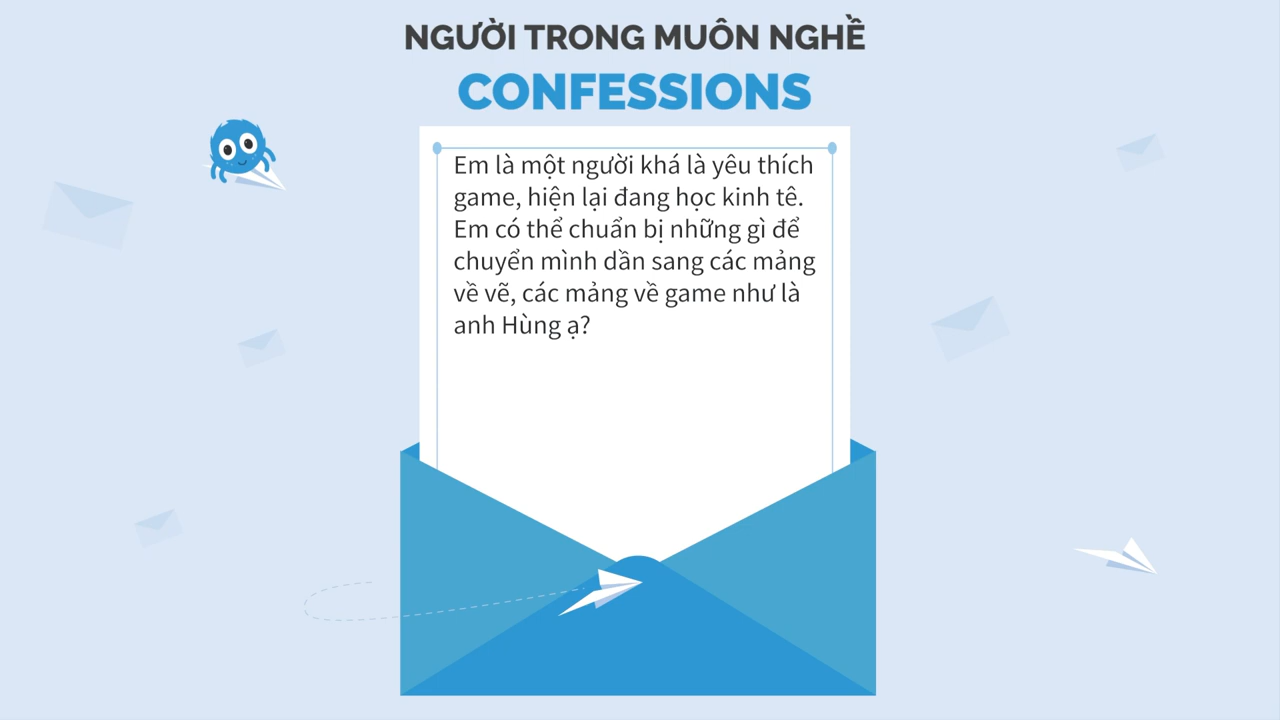 NGƯỜI TRONG MUÔN NGHỀ
CONFESSIONS
Em là một người khá là yêu thích
game, hiện lại đang học kinh tê.
Em có thể chuẩn bị những gì để
chuyển mình dần sang các mảng
về vẽ, các mảng về game như là
anh Hùng ạ?